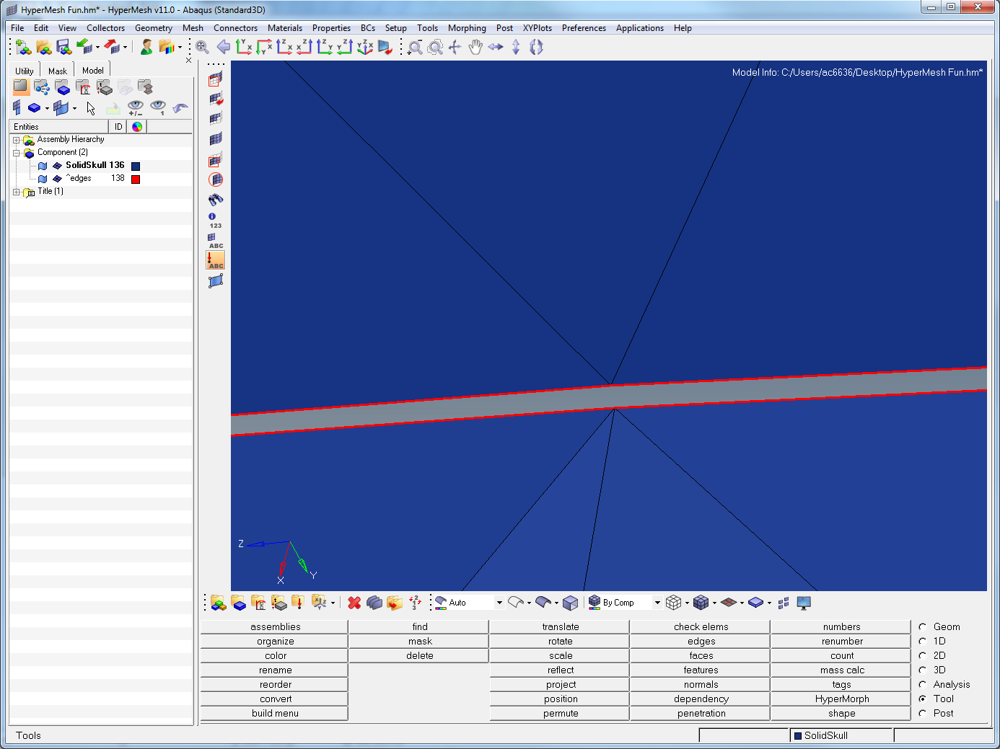 HyperMesh Fun.hm* - HyperMesh v11.0 - Abaqus (Standard3D)
File Edit View Collectors Geometry Mesh Connectors Materials Properties BCs Setup Tools Morphing Post XYPlots Preferences Applications Help
Utility Mask Model
Entities ID
Assembly Hierarchy
Component (2)
SolidSkull 136
^edges 138
Title (1)
123
ABC
ABC
Model Info: C:/Users/ac6636/Desktop/HyperMesh Fun.hm*
Z
X
Y
Auto
By Comp
assemblies find translate check elems numbers Geom
organize mask rotate edges renumber 1D
color delete scale faces count 2D
rename reflect features mass calc 3D
reorder project normals tags Analysis
convert position dependency HyperMorph Tool
build menu permute penetration shape Post
Tools
SolidSkull